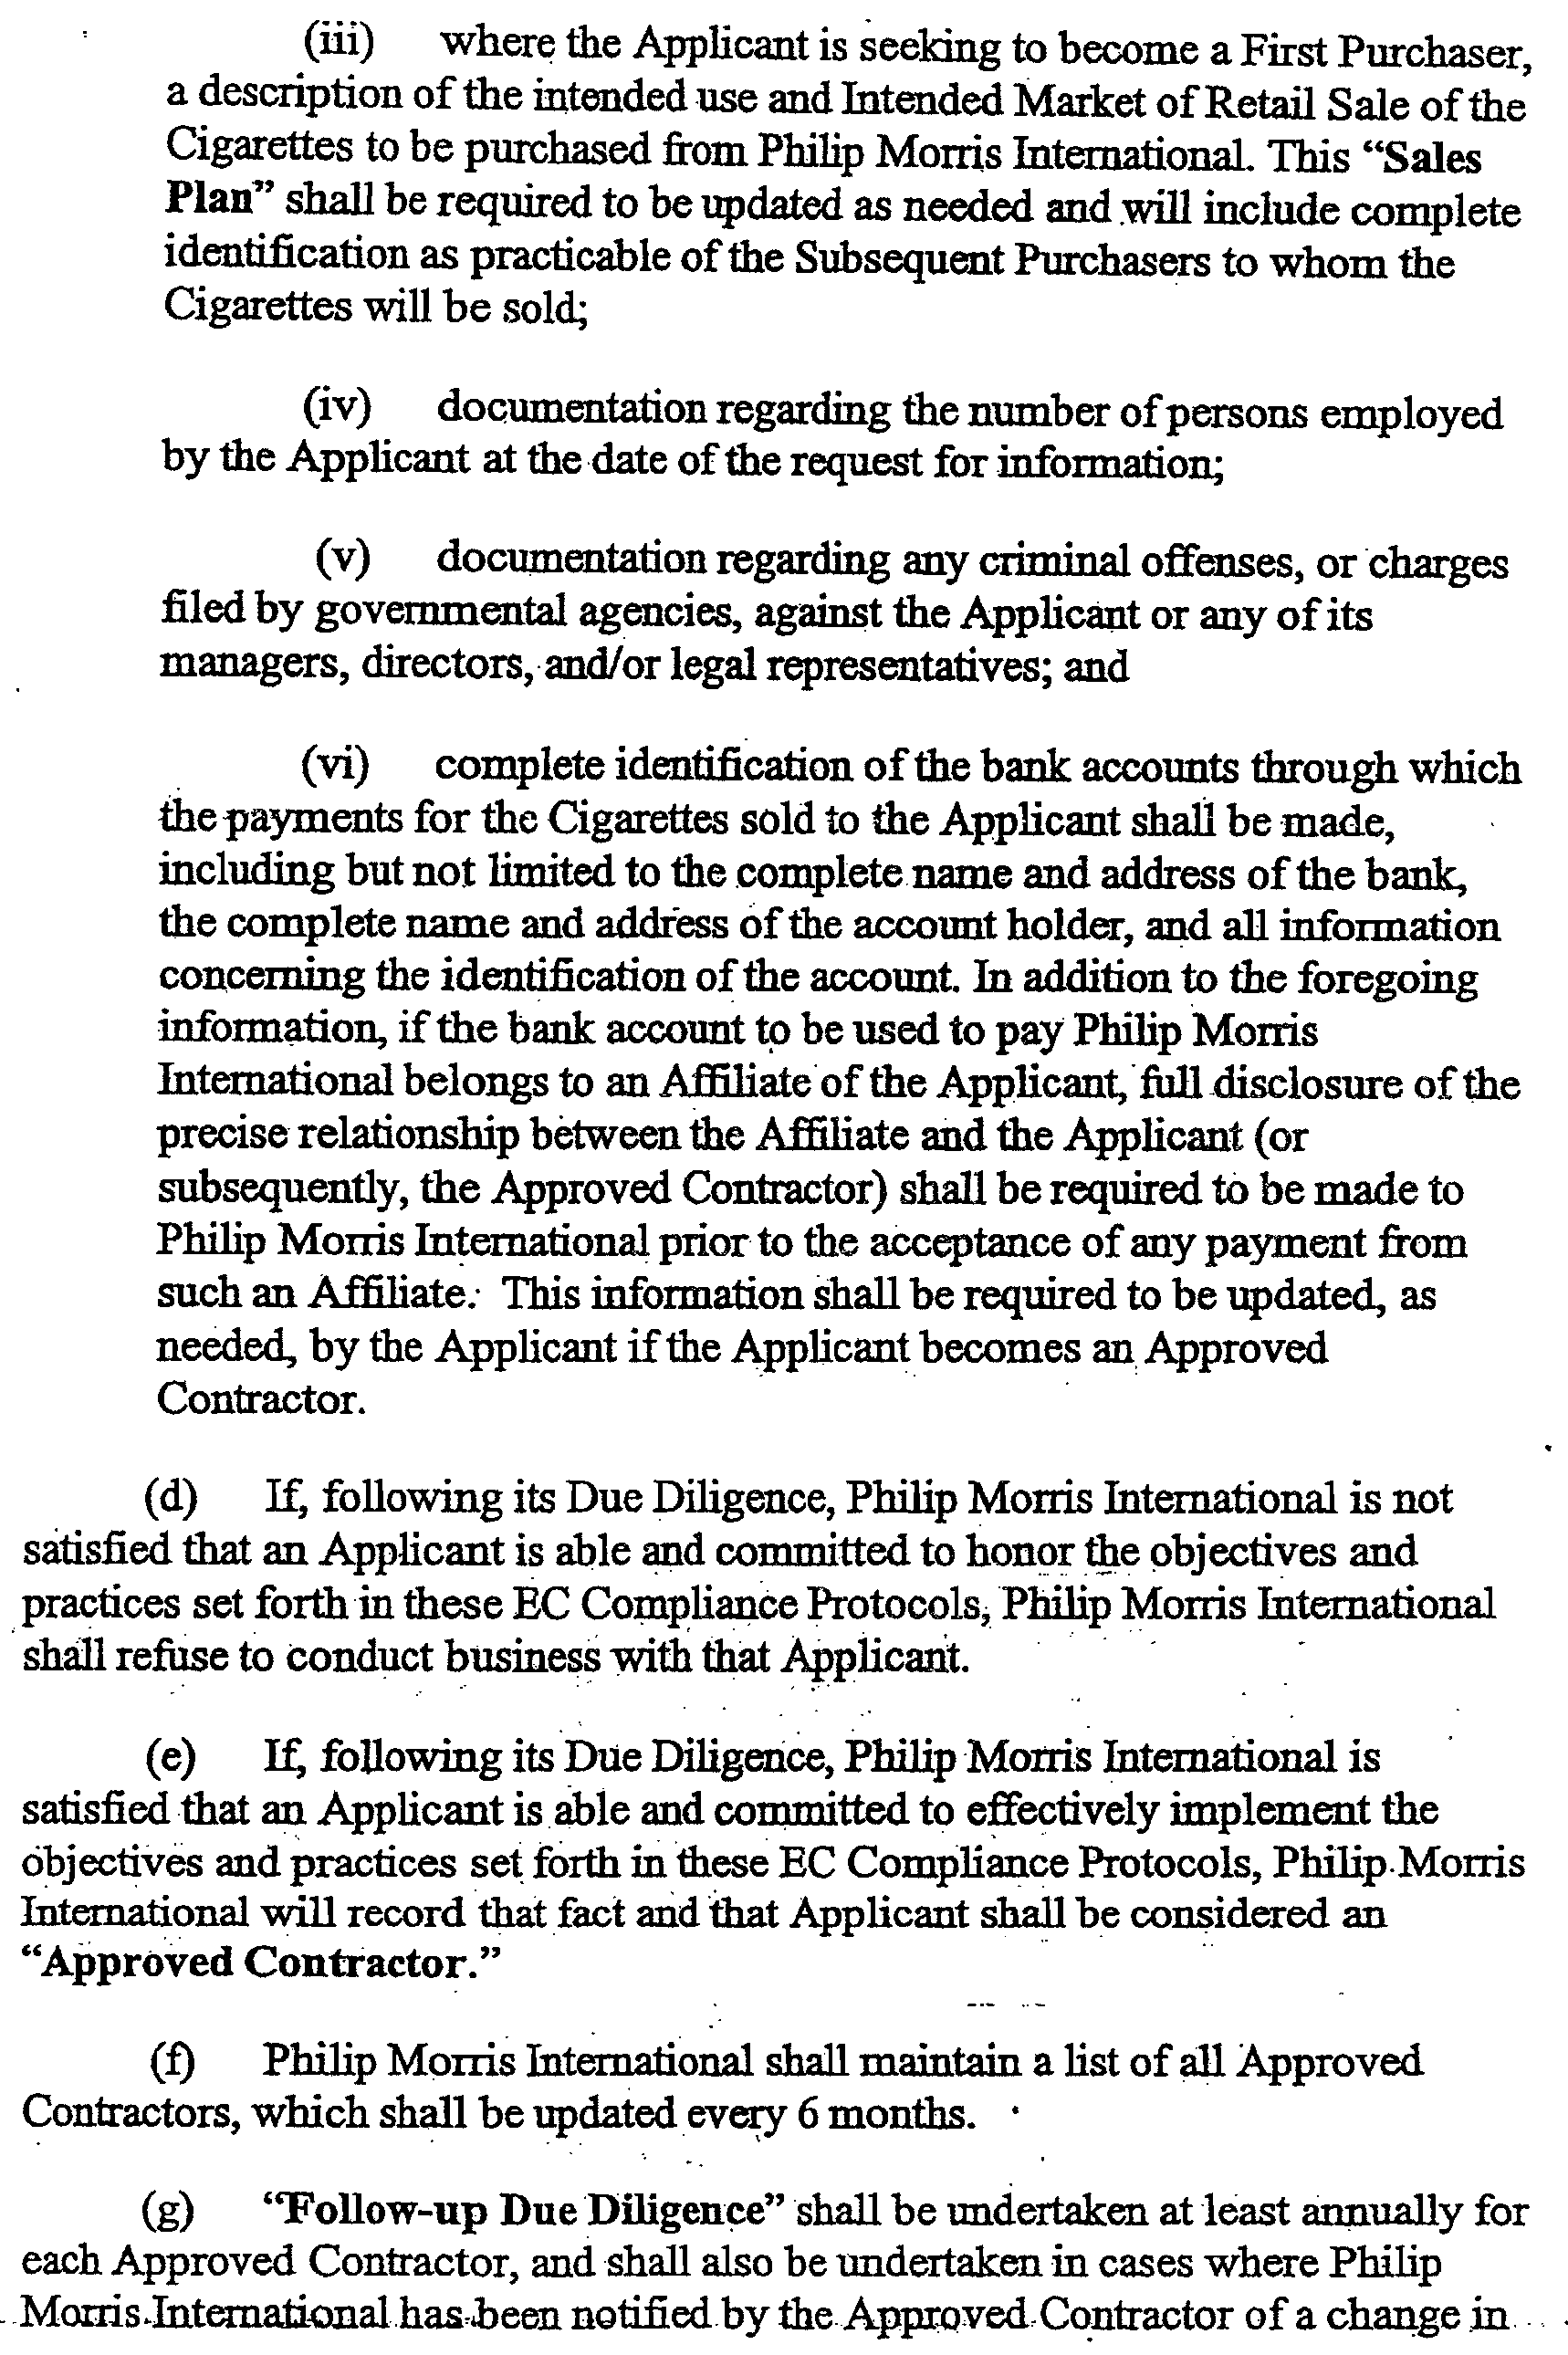 (iii) where the Applicant is seeking to become a First Purchaser,
a description of the intended use and Intended Market of Retail Sale of the
Cigarettes to be purchased from Philip Morris International. This “Sales
Plan” shall be required to be updated as needed and will include complete
identification as practicable of the Subsequent Purchasers to whom the
Cigarettes will be sold;
(iv) documentation regarding the number of persons employed
by the Applicant at the date of the request for information;
(v) documentation regarding any criminal offenses, or charges
filed by governmental agencies, against the Applicant or any of its
managers, directors, and/or legal representatives; and
(vi) complete identification of the bank accounts through which
the payments for the Cigarettes sold to the Applicant shall be made,
including but not limited to the complete name and address of the bank,
the complete name and address of the account holder, and all information
concerning the identification of the account. In addition to the foregoing
information, if the bank account to be used to pay Philip Morris
International belongs to an Affiliate of the Applicant, full disclosure of the
precise relationship between the Affiliate and the Applicant (or
subsequently, the Approved Contractor) shall be required to be made to
Philip Morris International prior to the acceptance of any payment from
such an Affiliate. This information shall be required to be updated, as
needed, by the Applicant if the Applicant becomes an Approved
Contractor.
(d) If, following its Due Diligence, Philip Morris International is not
satisfied that an Applicant is able and committed to honor the objectives and
practices set forth in these EC Compliance Protocols, Philip Morris International
shall refuse to conduct business with that Applicant.
(e) If, following its Due Diligence, Philip Morris International is
satisfied that an Applicant is able and committed to effectively implement the
objectives and practices set forth in these EC Compliance Protocols, Philip Morris
International will record that fact and that Applicant shall be considered an
“Approved Contractor.”
(f) Philip Morris International shall maintain a list of all Approved
Contractors, which shall be updated every 6 months.
(g) “Follow-up Due Diligence” shall be undertaken at least annually for
each Approved Contractor, and shall also be undertaken in cases where Philip
Morris International has been notified by the Approved Contractor of a change in